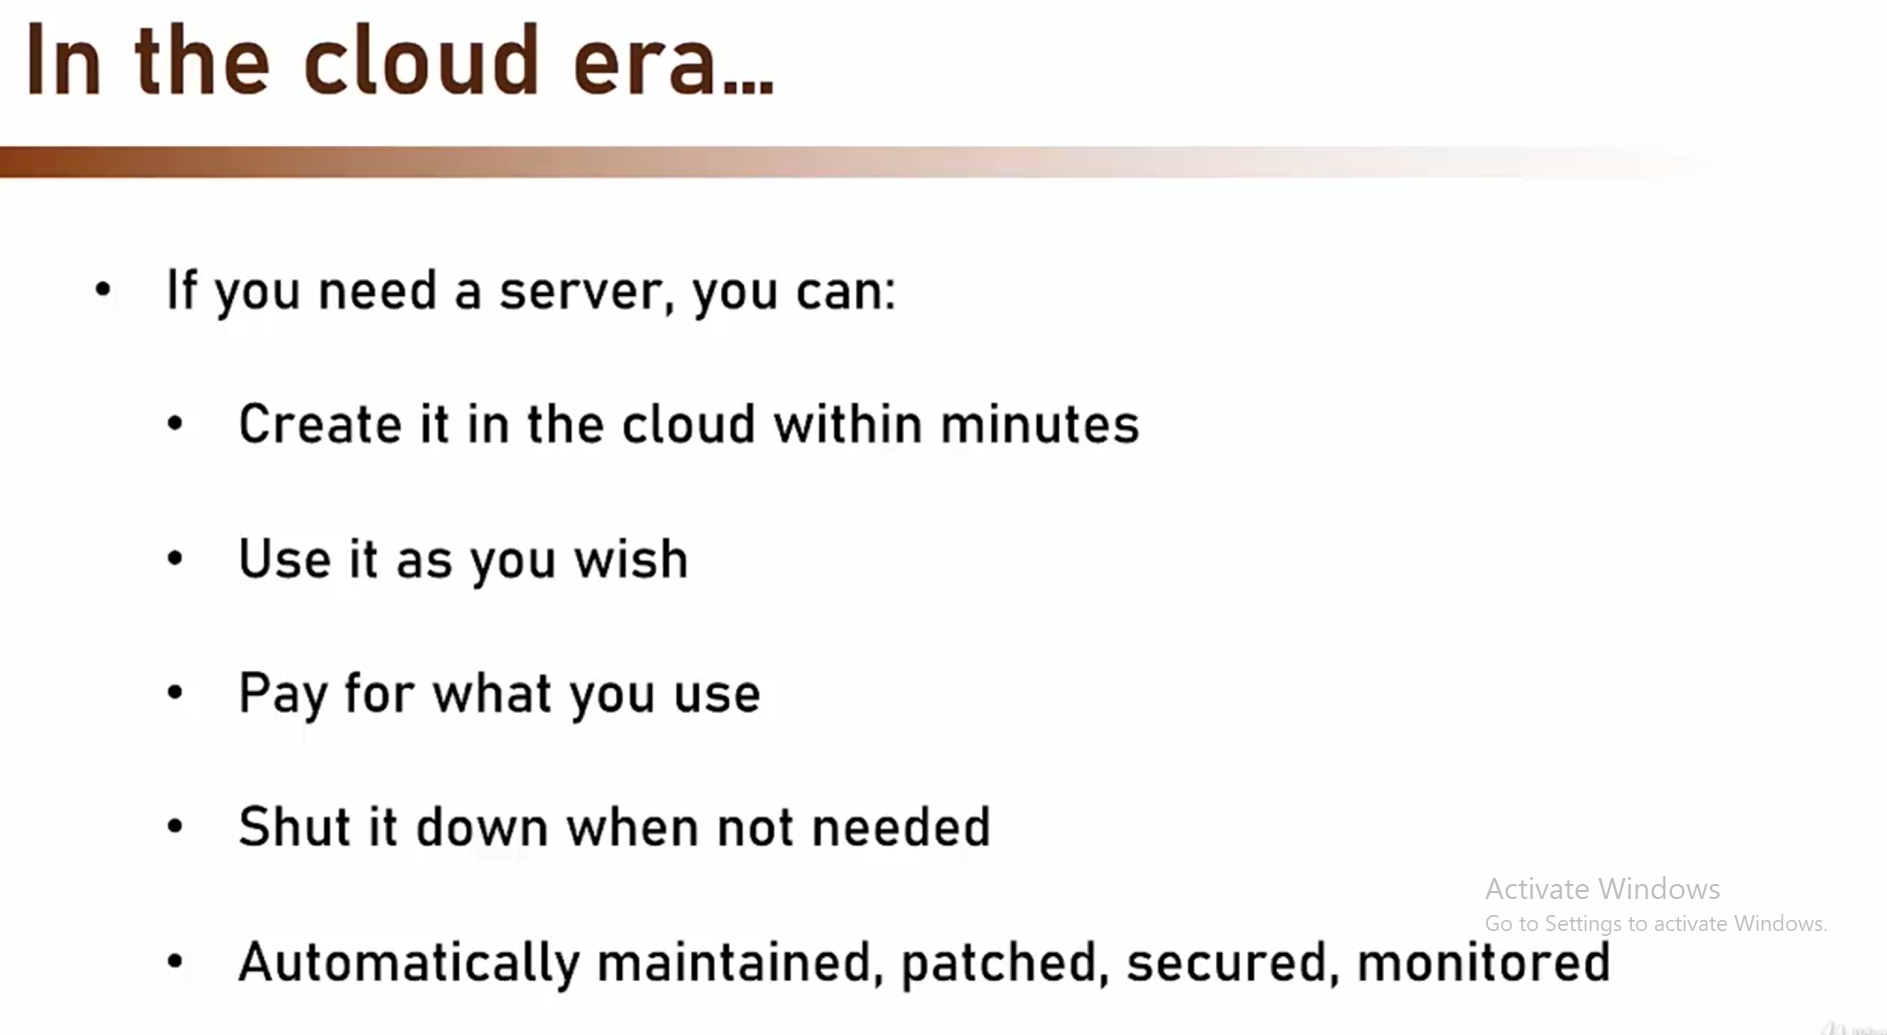 In the cloud era...
• If you need a server, you can:
• Create it in the cloud within minutes
• Use it as you wish
• Pay for what you use
• Shut it down when not needed
Activate Windows
Go to Settings to activate Windows.
• Automatically maintained, patched, secured, monitored